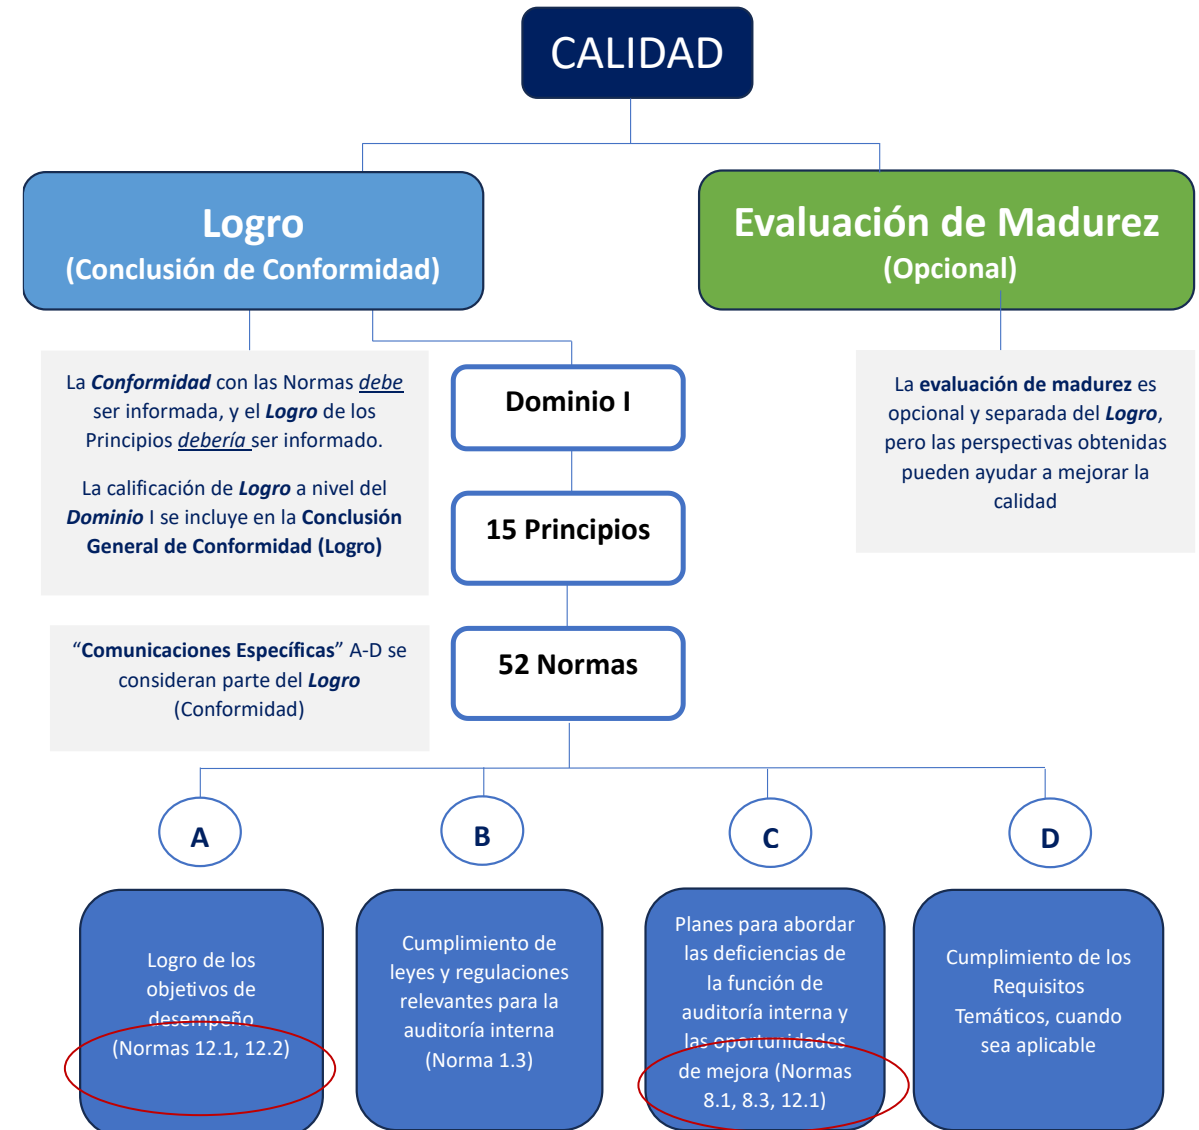 CALIDAD
Logro
(Conclusión de Conformidad)
Evaluación de Madurez
(Opcional)
La Conformidad con las Normas debe
ser informada, y el Logro de los
Principios debería ser informado.
La calificación de Logro a nivel del
Dominio I se incluye en la Conclusión
General de Conformidad (Logro)
Dominio I
15 Principios
52 Normas
La evaluación de madurez es
opcional y separada del Logro,
pero las perspectivas obtenidas
pueden ayudar a mejorar la
calidad
“Comunicaciones Específicas” A-D se
consideran parte del Logro
(Conformidad)
A
B
C
D
Logro de los
objetivos de
desempeño
(Normas 12.1, 12.2)
Cumplimiento de
leyes y regulaciones
relevantes para la
auditoría interna
(Norma 1.3)
Planes para abordar
las deficiencias de
la función de
auditoría interna y
las oportunidades
de mejora (Normas
8.1, 8.3, 12.1)
Cumplimiento de los
Requisitos
Temáticos, cuando
sea aplicable